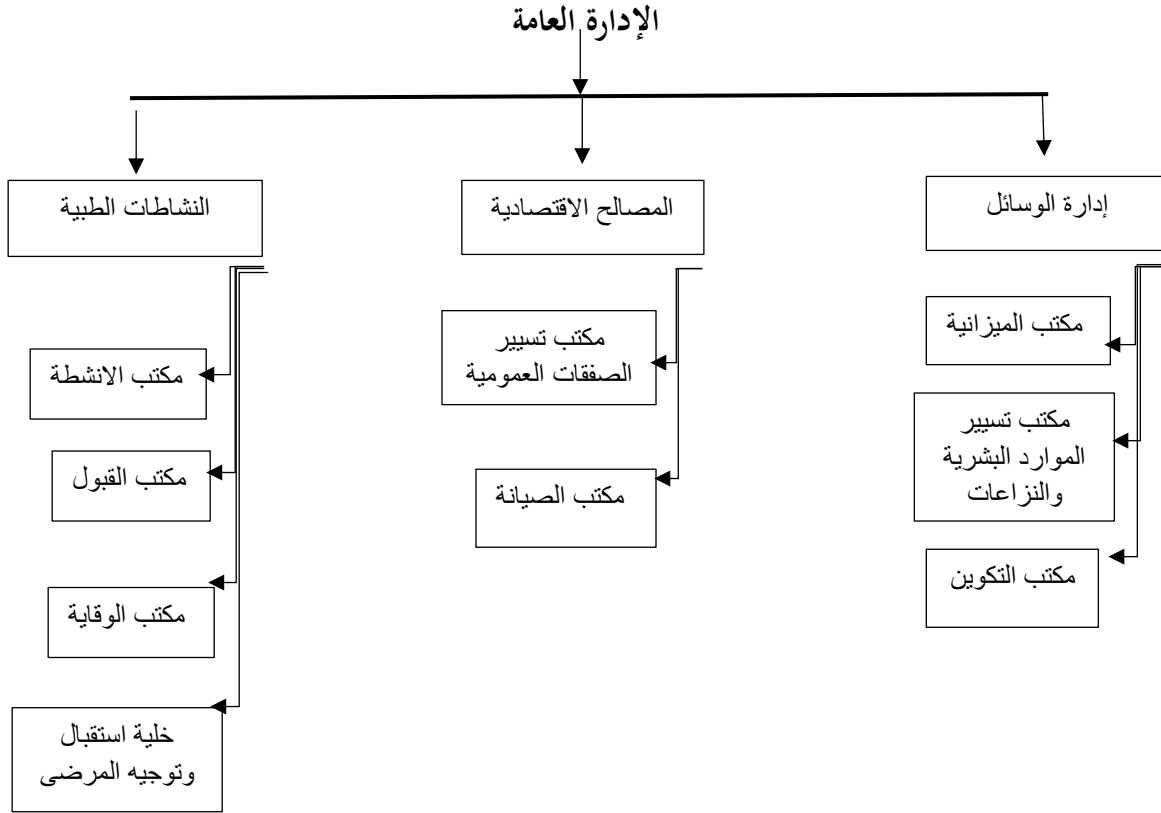 الإدارة العامة
إدارة الوسائل
المصالح الاقتصادية
النشاطات الطبية
مكتب الميزانية
مكتب تسيير
الموارد البشرية
والنزاعات
مكتب التكوين
مكتب تسيير
الصفقات العمومية
مكتب الصيانة
مكتب الانشطة
مكتب القبول
مكتب الوقاية
خلية استقبال
وتوجيه المرضى